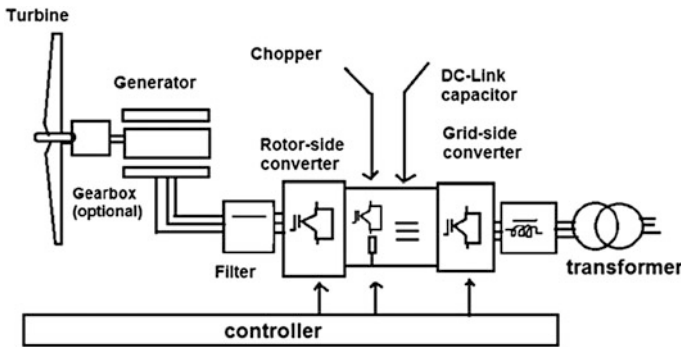 Turbine
Generator
Chopper
DC-Link
capacitor
Rotor-side
converter
Grid-side
converter
Gearbox
(optional)
Filter
transformer
controller